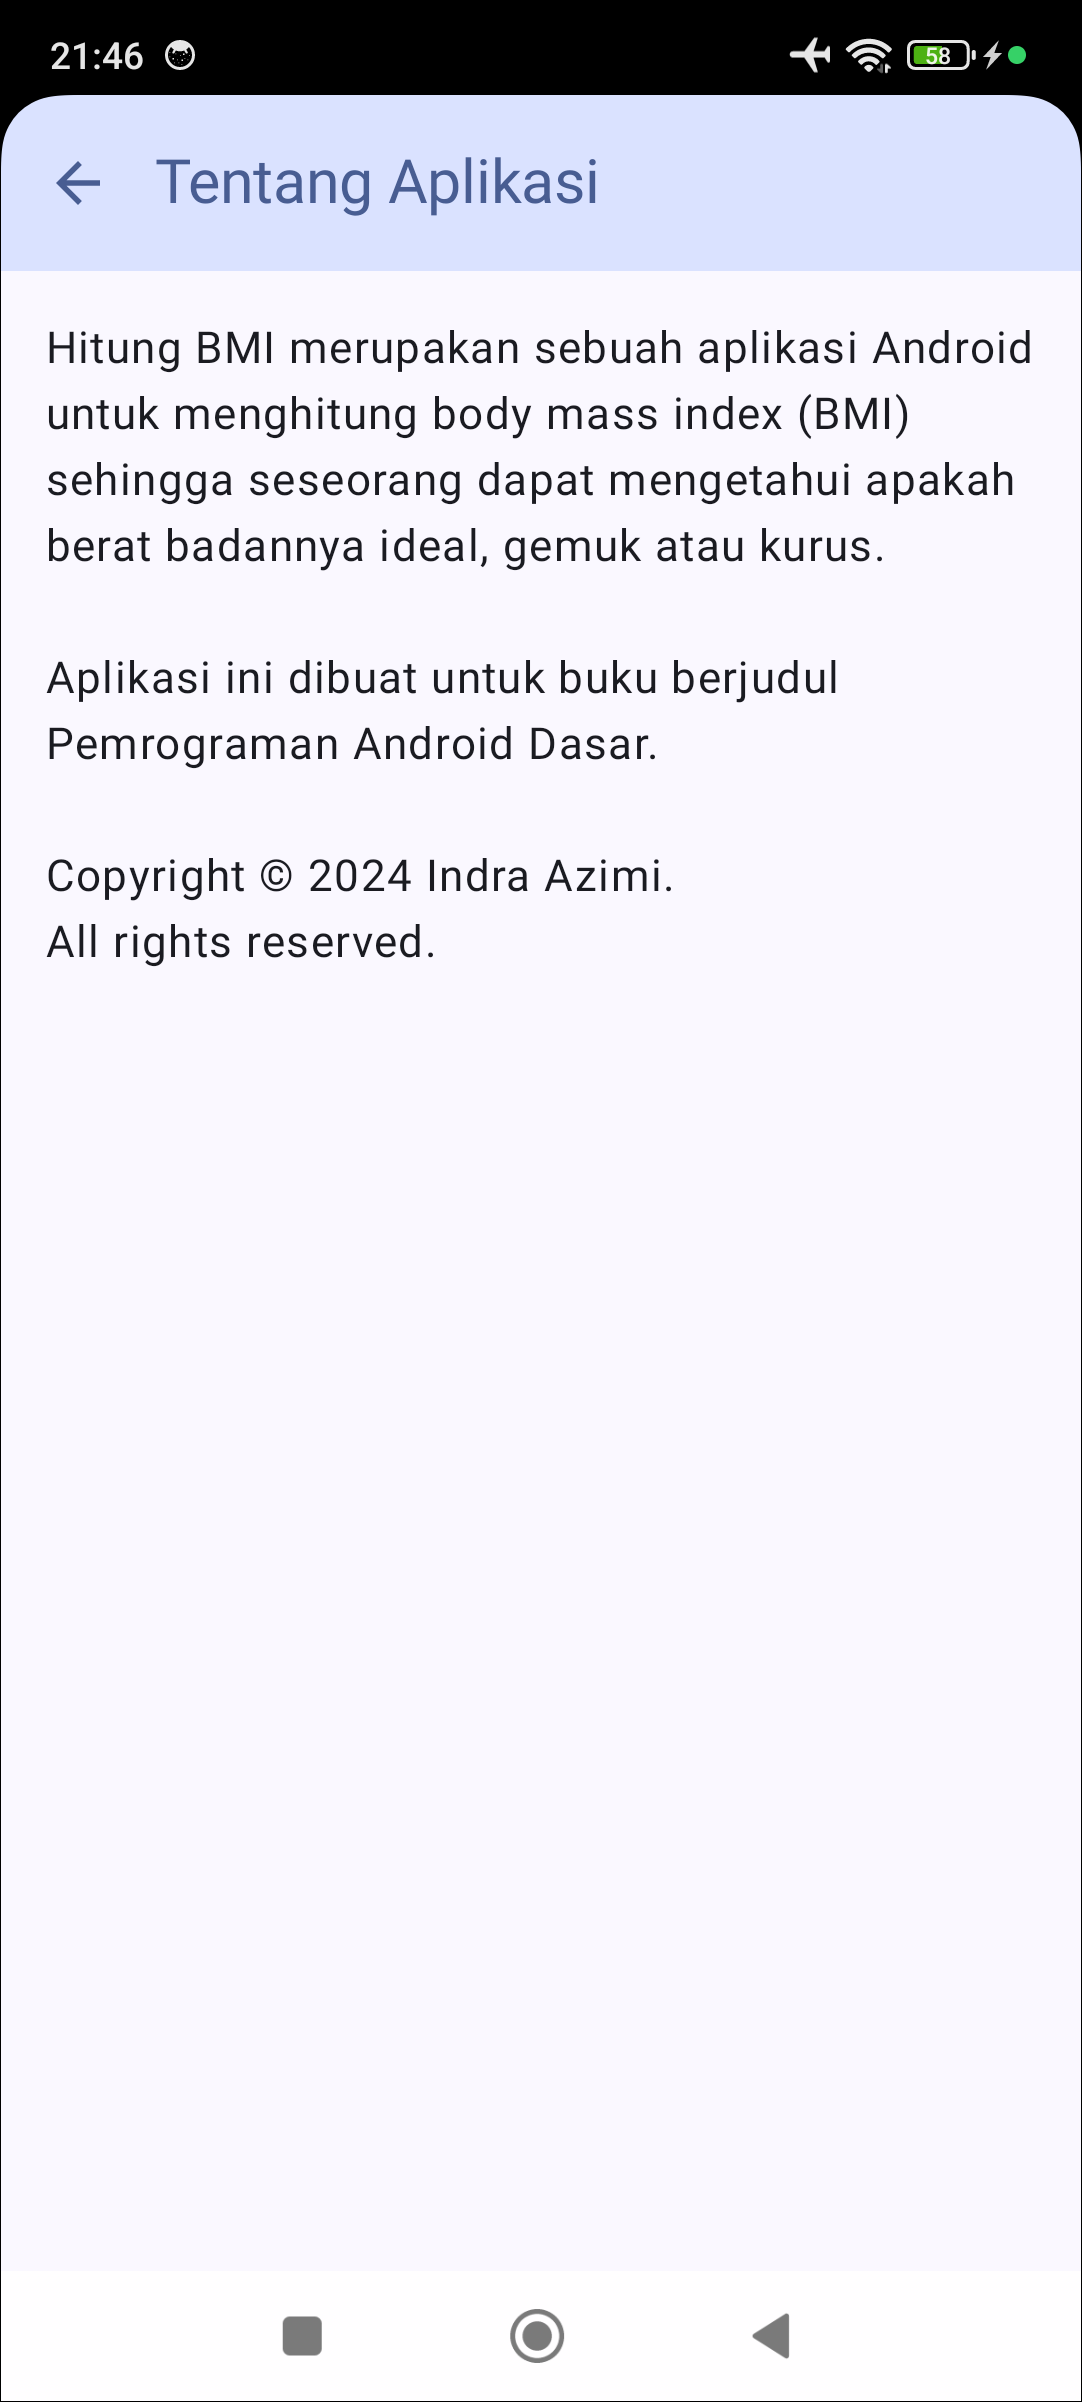 21:46
58
Tentang Aplikasi
Hitung BMI merupakan sebuah aplikasi Android
untuk menghitung body mass index (BMI)
sehingga seseorang dapat mengetahui apakah
berat badannya ideal, gemuk atau kurus.
Aplikasi ini dibuat untuk buku berjudul
Pemrograman Android Dasar.
Copyright © 2024 Indra Azimi.
All rights reserved.